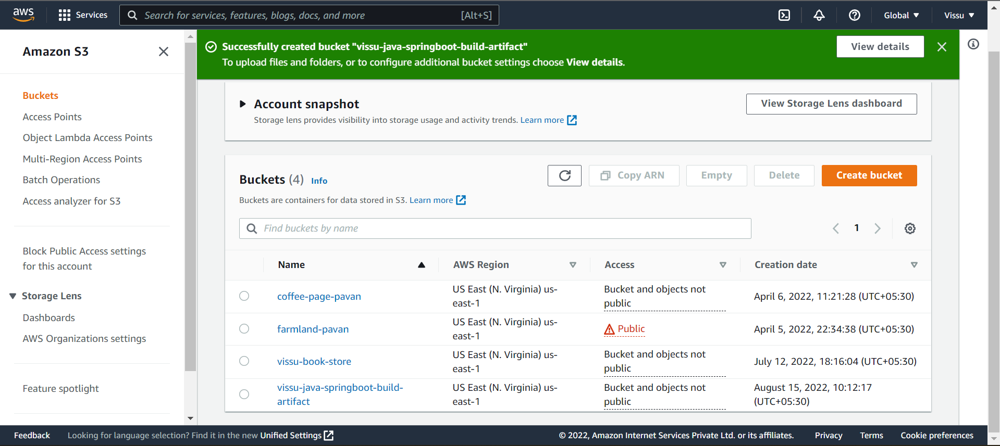 aws
Services
Search for services, features, blogs, docs, and more
[Alt+S]
Global
Vissu
Amazon S3
Buckets
Access Points
Object Lambda Access Points
Multi-Region Access Points
Batch Operations
Access analyzer for S3
Block Public Access settings
for this account
Storage Lens
Dashboards
AWS Organizations settings
Feature spotlight
Successfully created bucket "vissu-java-springboot-build-artifact"
To upload files and folders, or to configure additional bucket settings choose View details.
View details
Account snapshot
Storage lens provides visibility into storage usage and activity trends. Learn more
View Storage Lens dashboard
Buckets (4) Info
Buckets are containers for data stored in S3. Learn more
Copy ARN
Empty
Delete
Create bucket
Find buckets by name
1
Name
AWS Region
Access
Creation date
coffee-page-pavan
US East (N. Virginia) us-
east-1
Bucket and objects not
public
April 6, 2022, 11:21:28 (UTC+05:30)
farmland-pavan
US East (N. Virginia) us-
east-1
Public
April 5, 2022, 22:34:38 (UTC+05:30)
vissu-book-store
US East (N. Virginia) us-
east-1
Bucket and objects not
public
July 12, 2022, 18:16:04 (UTC+05:30)
vissu-java-springboot-build-
artifact
US East (N. Virginia) us-
east-1
Bucket and objects not
public
August 15, 2022, 10:12:17
(UTC+05:30)
Feedback
Looking for language selection? Find it in the new Unified Settings
© 2022, Amazon Internet Services Private Ltd. or its affiliates.
Privacy
Terms
Cookie preferences